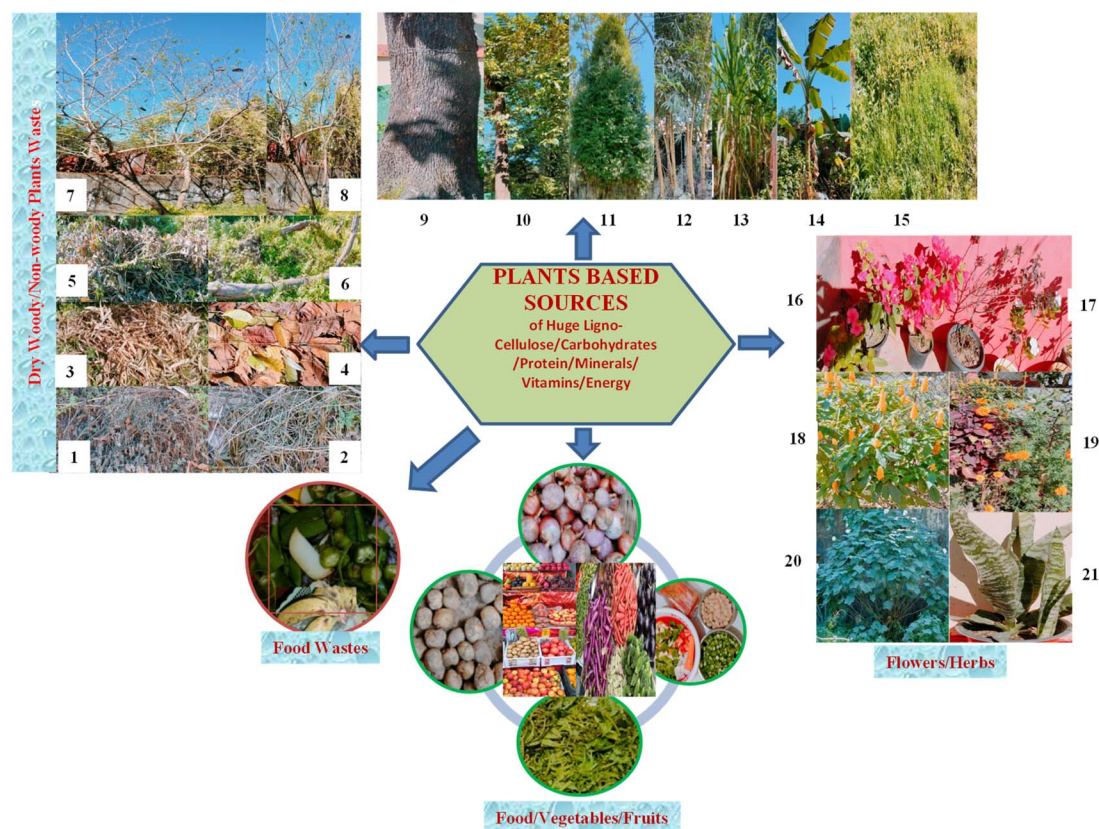 Dry Woody/Non-woody Plants Waste
7
8
5
6
3
4
1
2
9
10
11
12
13
14
15
PLANTS BASED
SOURCES
of Huge Ligno-
Cellulose/Carbohydrates
/Protein/Minerals/
Vitamins/Energy
16
17
18
19
20
21
Flowers/Herbs
Food Wastes
Food/Vegetables/Fruits